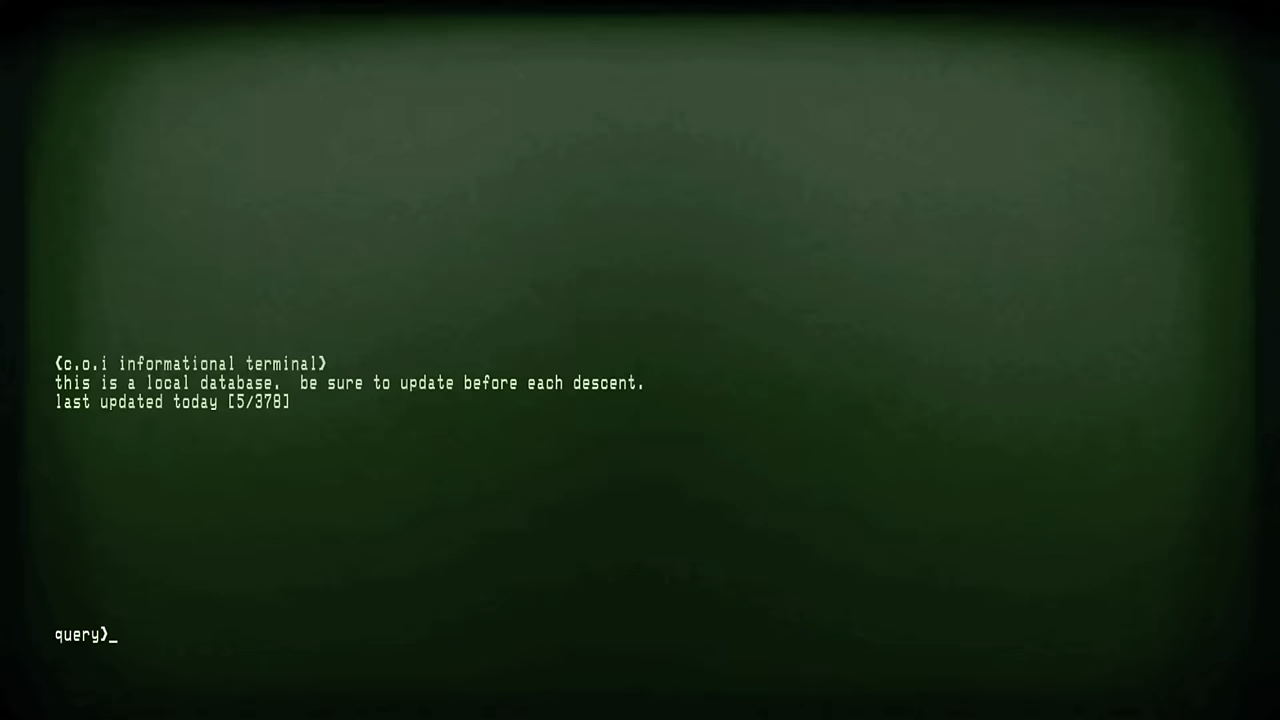 {c.o.i informational terminal}
this is a local database.  be sure to update before each descent.
last updated today [5/378]
query}_